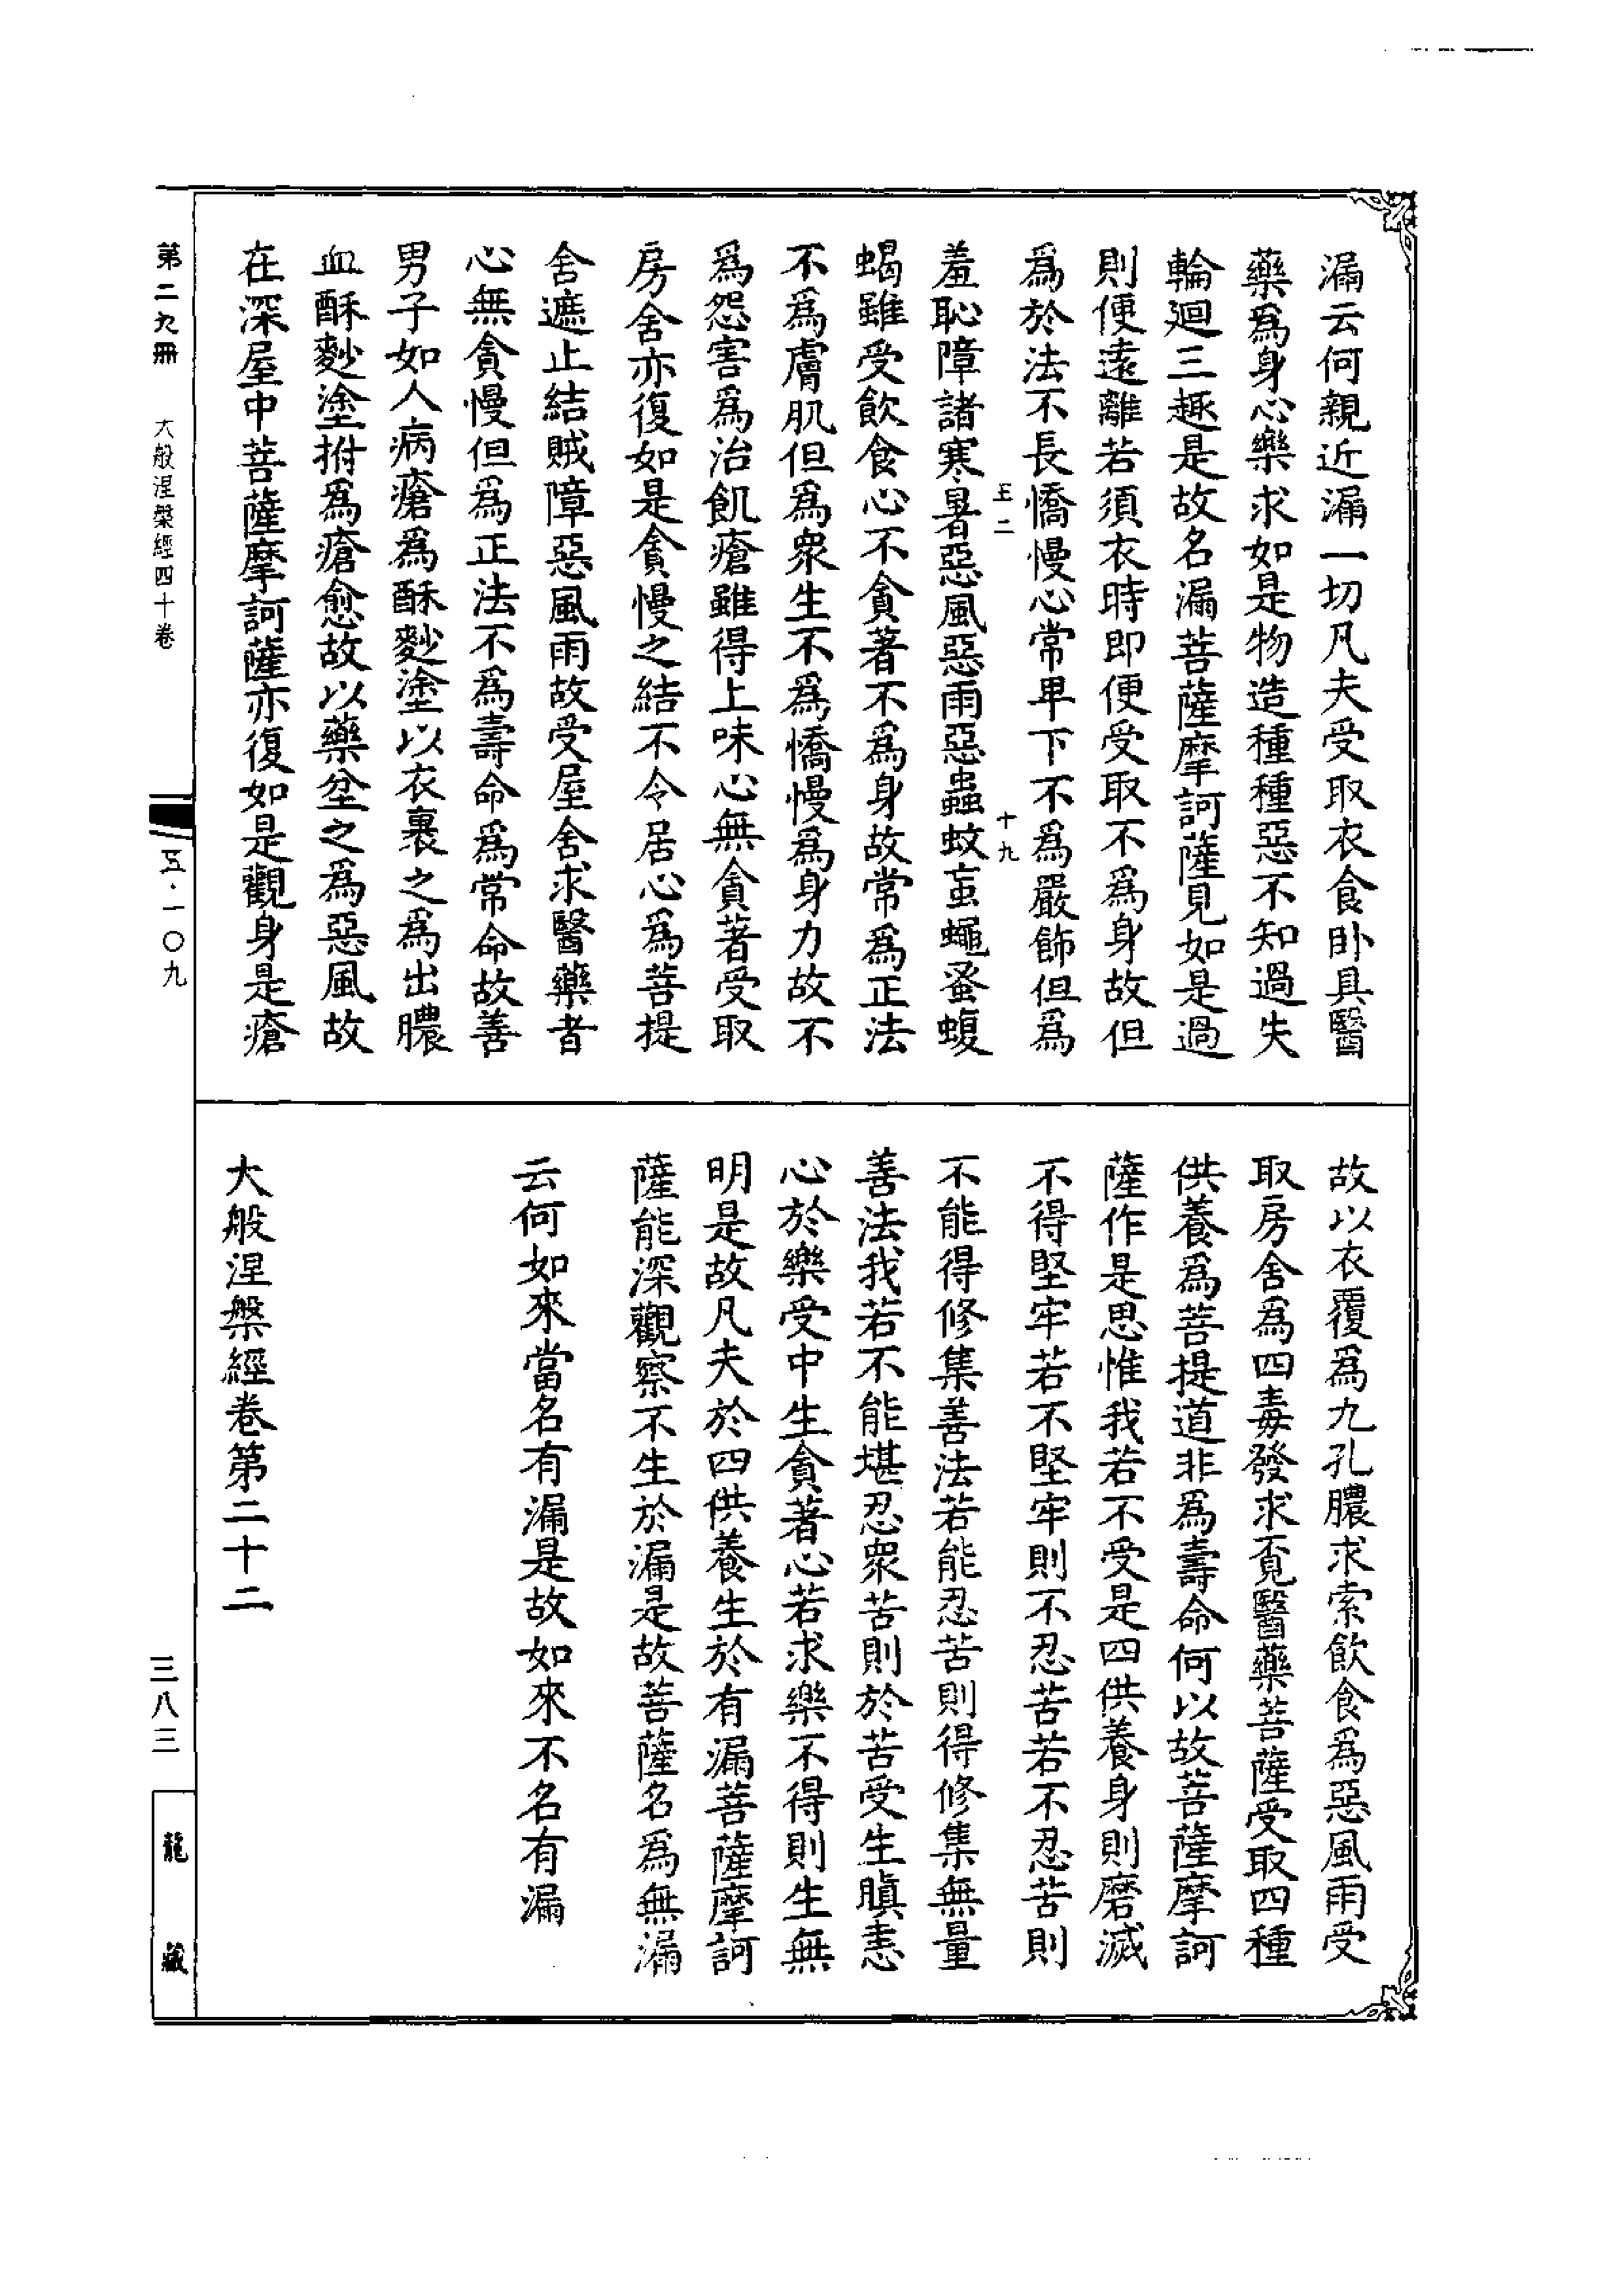 漏云何親近漏一切凡夫受取衣食卧具醫
藥爲身心樂求如是物造種種惡不知過失
輪迴三趣是故名漏菩薩摩訶薩見如是過
則便遠離若須衣時即便受取不爲身故但
爲於法不長憍慢心常卑下不爲嚴飾但爲
王二
十九
羞恥障諸寒暑惡風惡雨惡蟲蚊䖟蠅蚤蝮
蝎雖受飲食心不貪著不爲身故常爲正法
不爲膚肌但爲衆生不爲憍慢爲身力故不
爲怨害爲治飢瘡雖得上味心無貪著受取
房舍亦復如是貪慢之結不令居心爲菩提
舍遮止結賊障惡風雨故受屋舍求醫藥者
心無貪慢但爲正法不爲壽命爲常命故善
男子如人病瘡爲酥麨塗以衣裹之爲出膿
血酥麨塗拊爲瘡愈故以藥坌之爲惡風故
在深屋中菩薩摩訶薩亦復如是觀身是瘡
故以衣覆爲九孔膿求索飲食爲惡風雨受
取房舍爲四毒發求覔醫藥菩薩受取四種
供養爲菩提道非爲壽命何以故菩薩摩訶
薩作是思惟我若不受是四供養身則磨滅
不得堅牢若不堅牢則不忍苦若不忍苦則
不能得修集善法若能忍苦則得修集無量
善法我若不能堪忍衆苦則於苦受生瞋恚
心於樂受中生貪著心若求樂不得則生無
明是故凡夫於四供養生於有漏菩薩摩訶
薩能深觀察不生於漏是故菩薩名爲無漏
云何如來當名有漏是故如來不名有漏
大般涅槃經卷第二十二
第二九冊
大般涅槃經四十卷
五·一〇九
三八三
龍藏